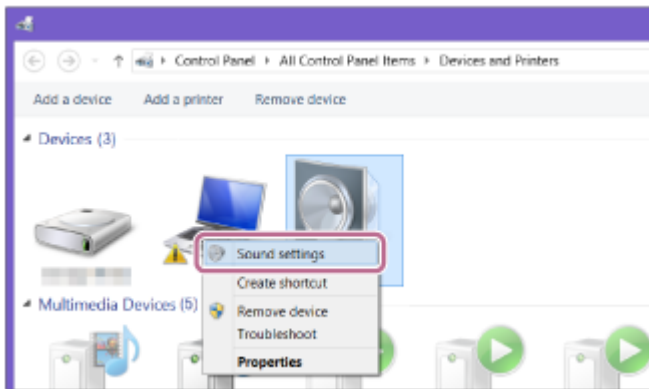 Control Panel All Control Panel Items Devices and Printers
Add a device Add a printer Remove device
Devices (3)
Sound settings
Create shortcut
Multimedia Devices (5)
Remove device
Troubleshoot
Properties